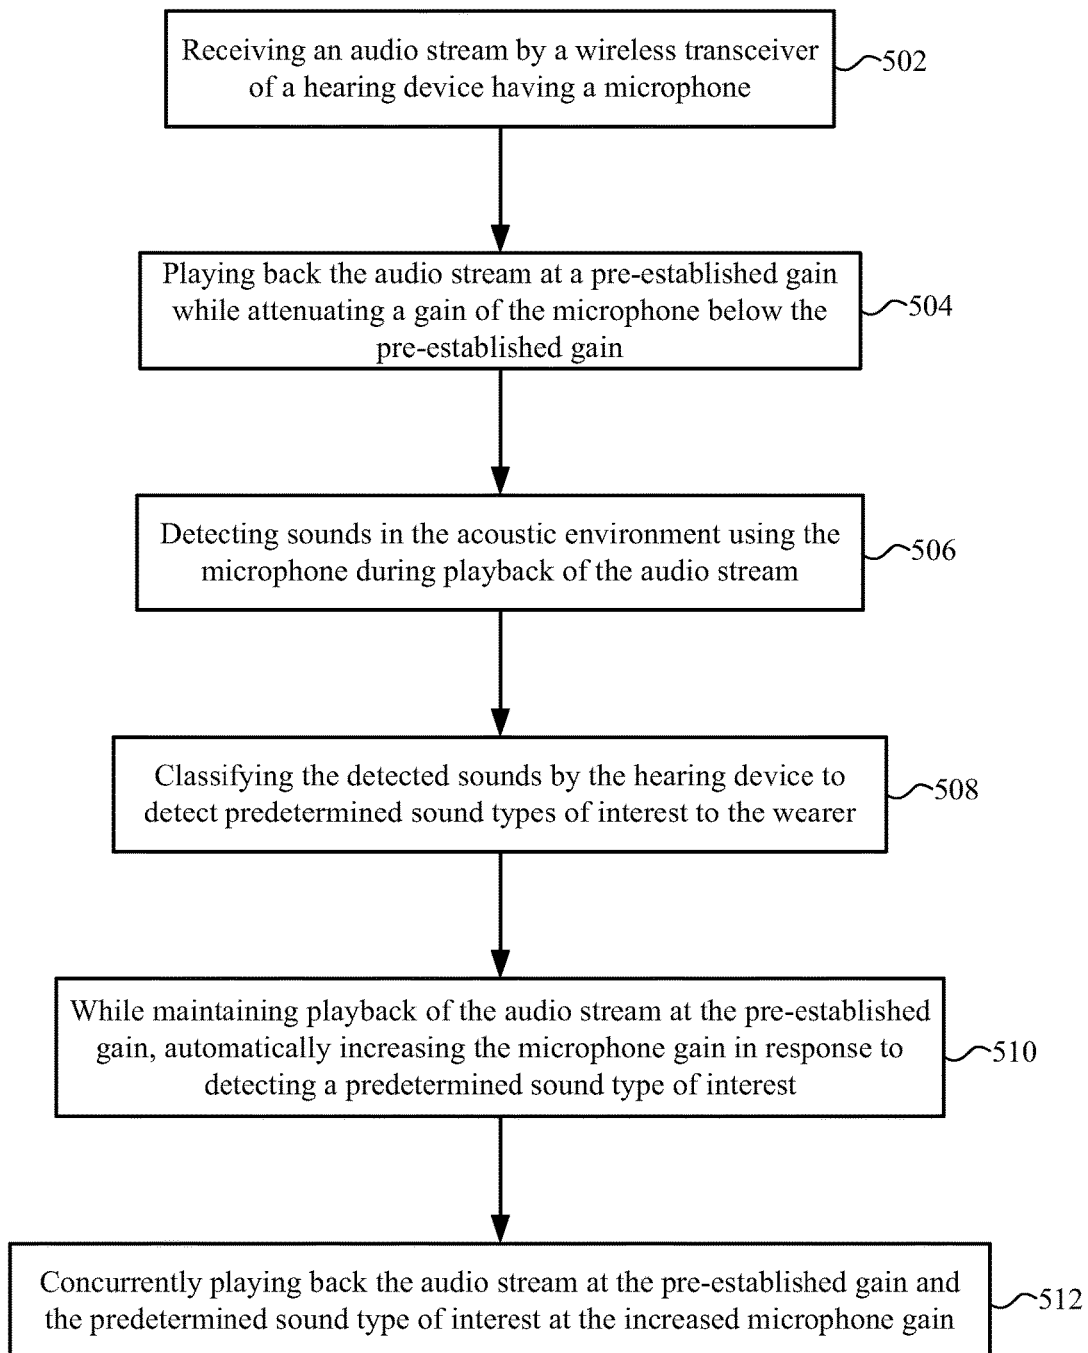 Receiving an audio stream by a wireless transceiver
of a hearing device having a microphone
502
Playing back the audio stream at a pre-established gain
while attenuating a gain of the microphone below the
pre-established gain
504
Detecting sounds in the acoustic environment using the
microphone during playback of the audio stream
506
Classifying the detected sounds by the hearing device to
detect predetermined sound types of interest to the wearer
508
While maintaining playback of the audio stream at the pre-established
gain, automatically increasing the microphone gain in response to
detecting a predetermined sound type of interest
510
Concurrently playing back the audio stream at the pre-established gain and
the predetermined sound type of interest at the increased microphone gain
512